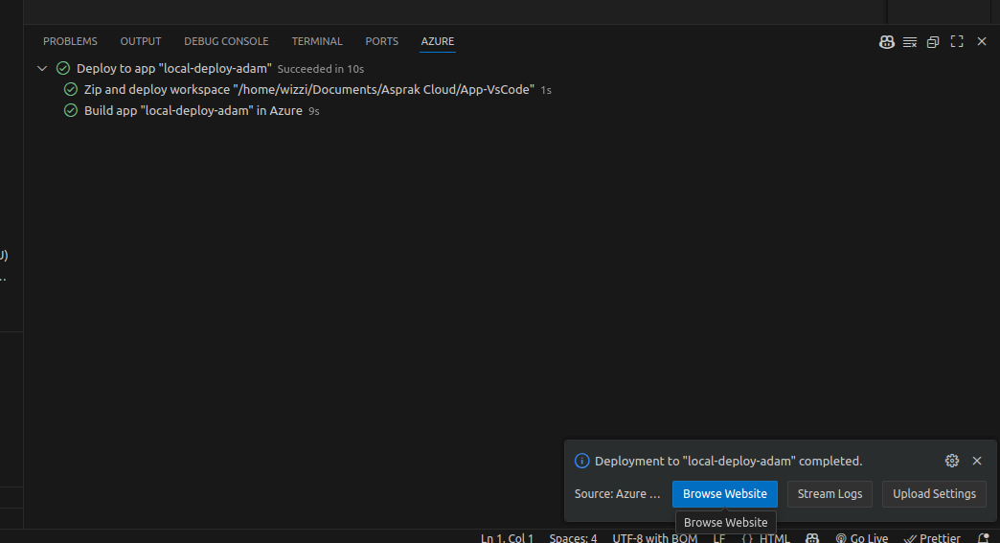 PROBLEMS OUTPUT DEBUG CONSOLE TERMINAL PORTS AZURE
Deploy to app "local-deploy-adam" Succeeded in 10s
Zip and deploy workspace "/home/wizzi/Documents/Asprak Cloud/App-VsCode" 1s
Build app "local-deploy-adam" in Azure 9s
U)
...
Deployment to "local-deploy-adam" completed.
Source: Azure ... Browse Website Stream Logs Upload Settings
Browse Website
Ln 1, Col 1 Spaces: 4 UTF-8 with BOM LF {} HTML Go Live Prettier